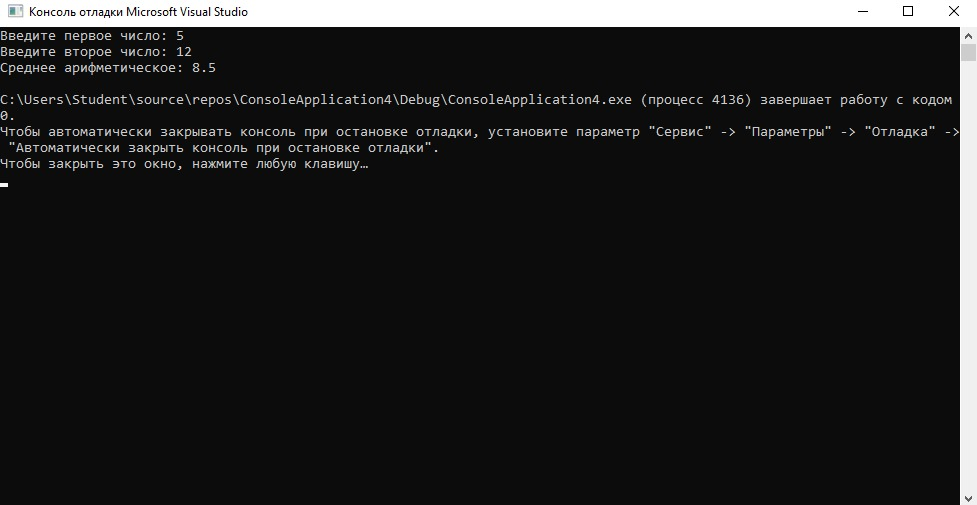 Консоль отладки Microsoft Visual Studio
Введите первое число: 5
Введите второе число: 12
Среднее арифметическое: 8.5
C:\Users\Student\source\repos\ConsoleApplication4\Debug\ConsoleApplication4.exe (процесс 4136) завершает работу с кодом
0.
Чтобы автоматически закрывать консоль при остановке отладки, установите параметр "Сервис" -> "Параметры" -> "Отладка" ->
"Автоматически закрыть консоль при остановке отладки".
Чтобы закрыть это окно, нажмите любую клавишу…